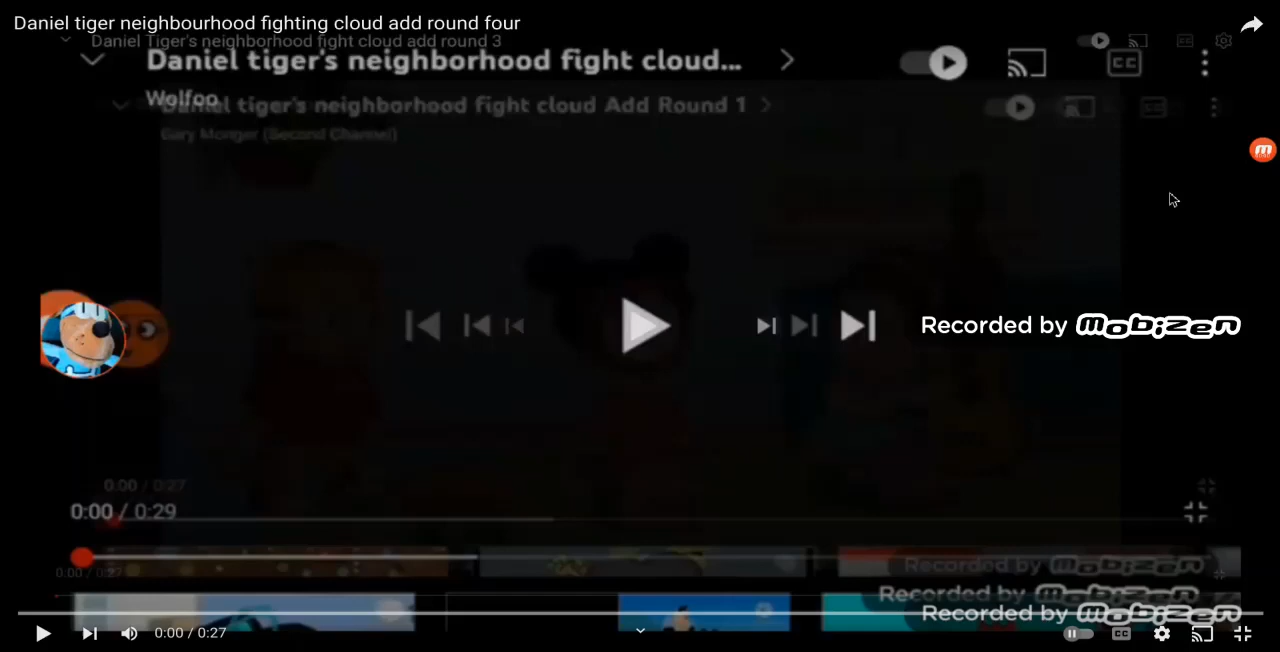 Daniel tiger neighbourhood fighting cloud add round four
Daniel Tiger's neighborhood fight cloud add round 3
Daniel tiger's neighborhood fight cloud...
Wolfoo
Daniel tiger's neighborhood fight cloud Add Round 1
Gary Monger (Second Channel)
Recorded by mobizen
0:00 / 0:27
0:00 / 0:29
Recorded by mobizen
0:00 / 0:27
Recorded by mobizen
Recorded by mobizen
0:00 / 0:27